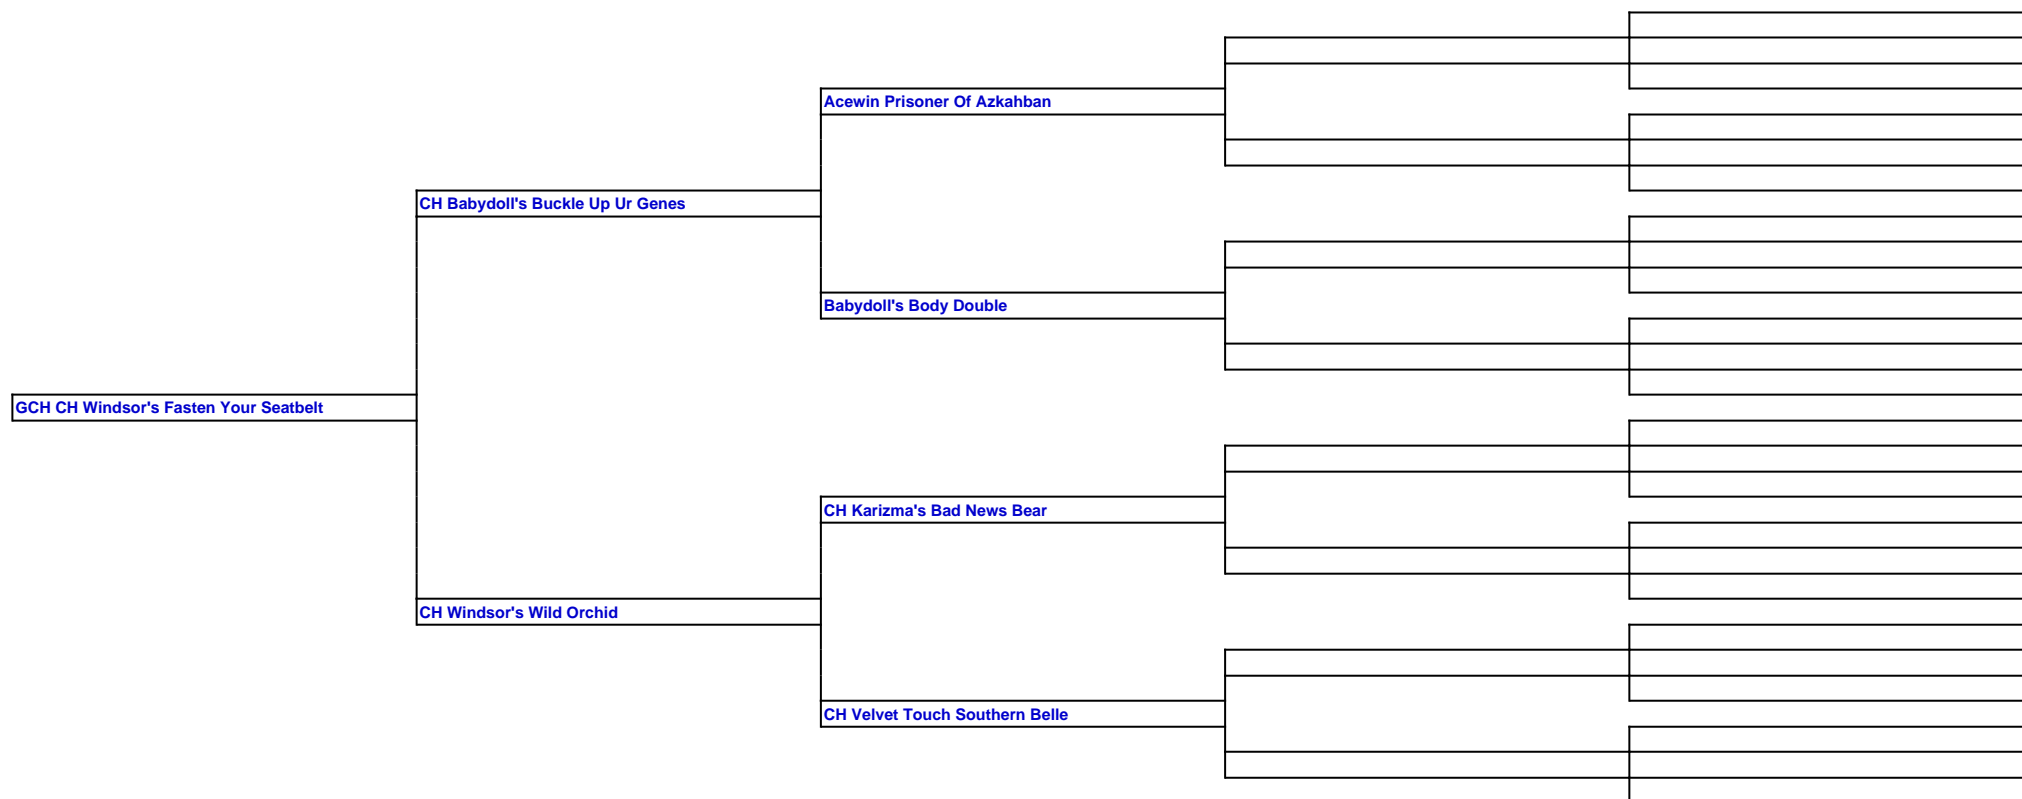 Acewin Prisoner Of Azkahban
CH Babydoll's Buckle Up Ur Genes
Babydoll's Body Double
GCH CH Windsor's Fasten Your Seatbelt
CH Karizma's Bad News Bear
CH Windsor's Wild Orchid
CH Velvet Touch Southern Belle